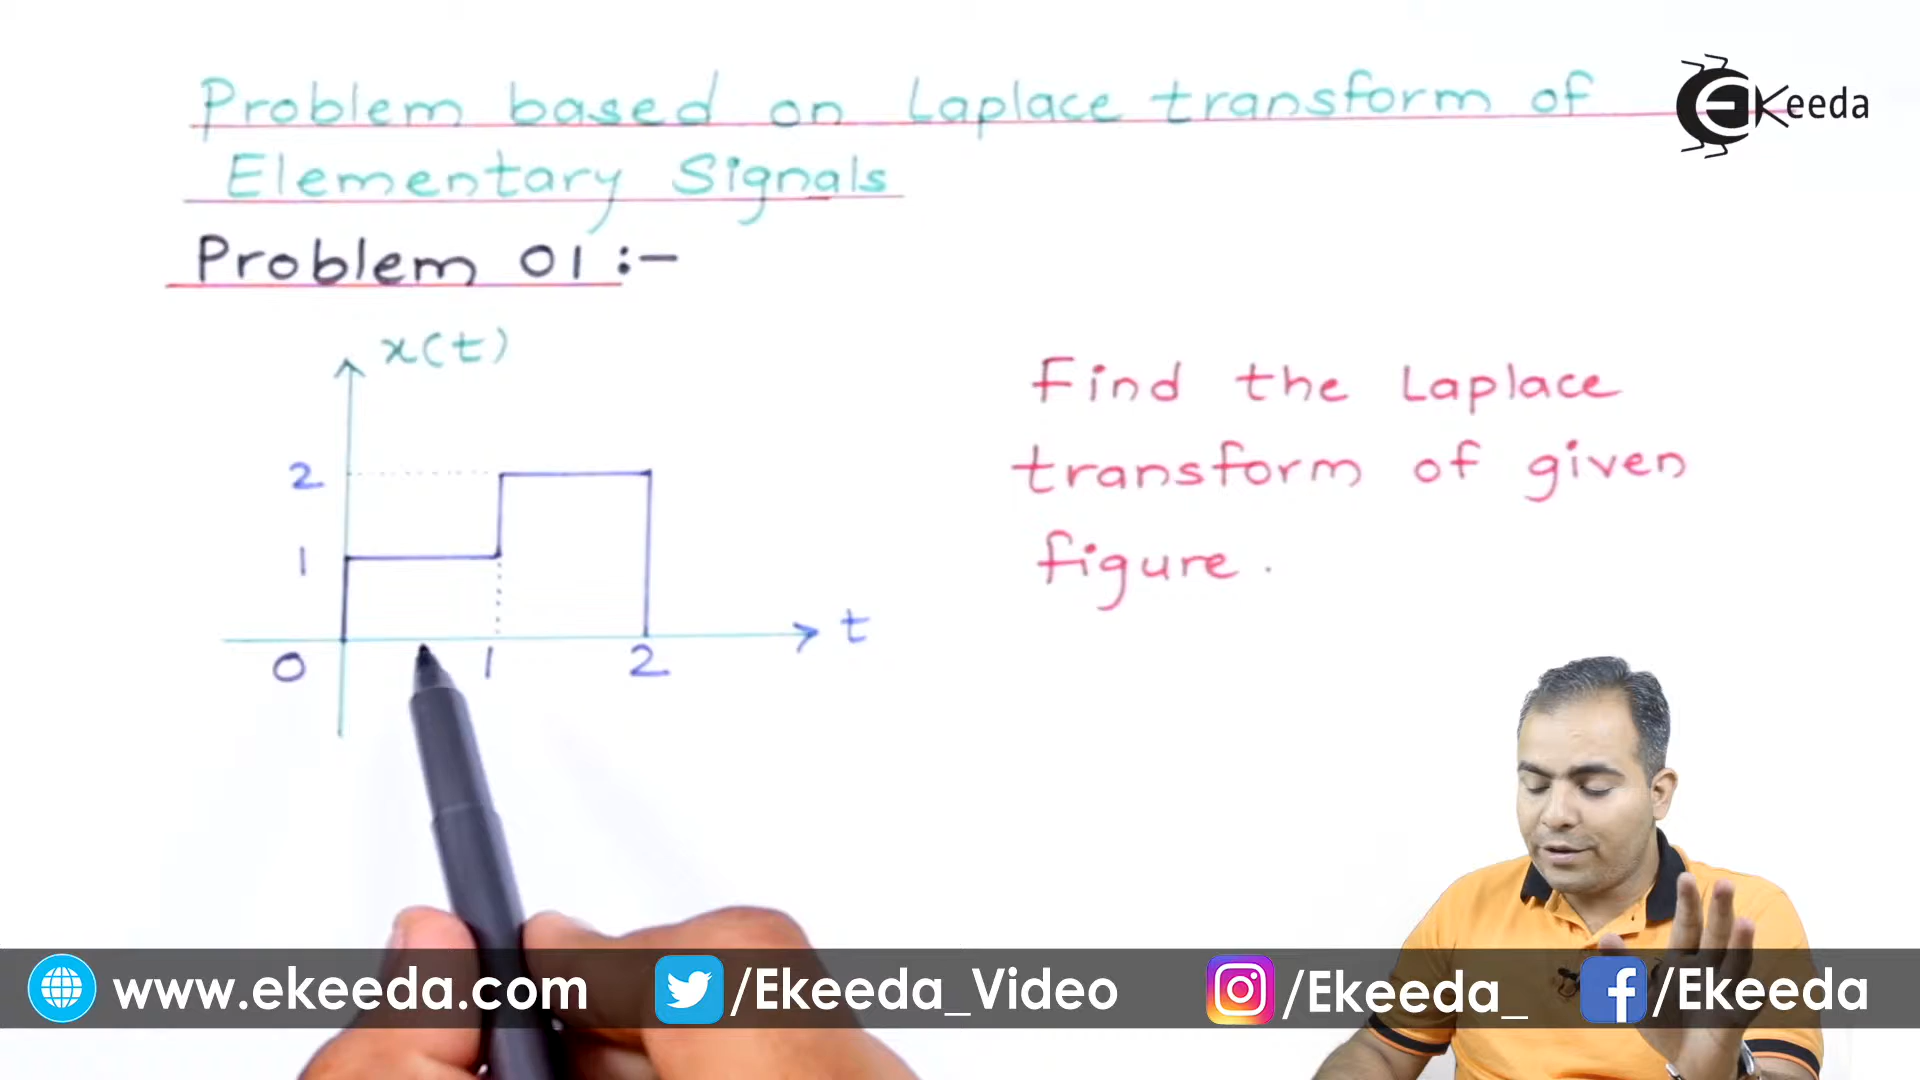 Problem based on Laplace transform of
Elementary Signals
Ekeeda
Problem 01 :-
x(t)
2
1
0
1
2
t
Find the Laplace
transform of given
figure.
www.ekeeda.com
/Ekeeda_Video
/Ekeeda_
/Ekeeda